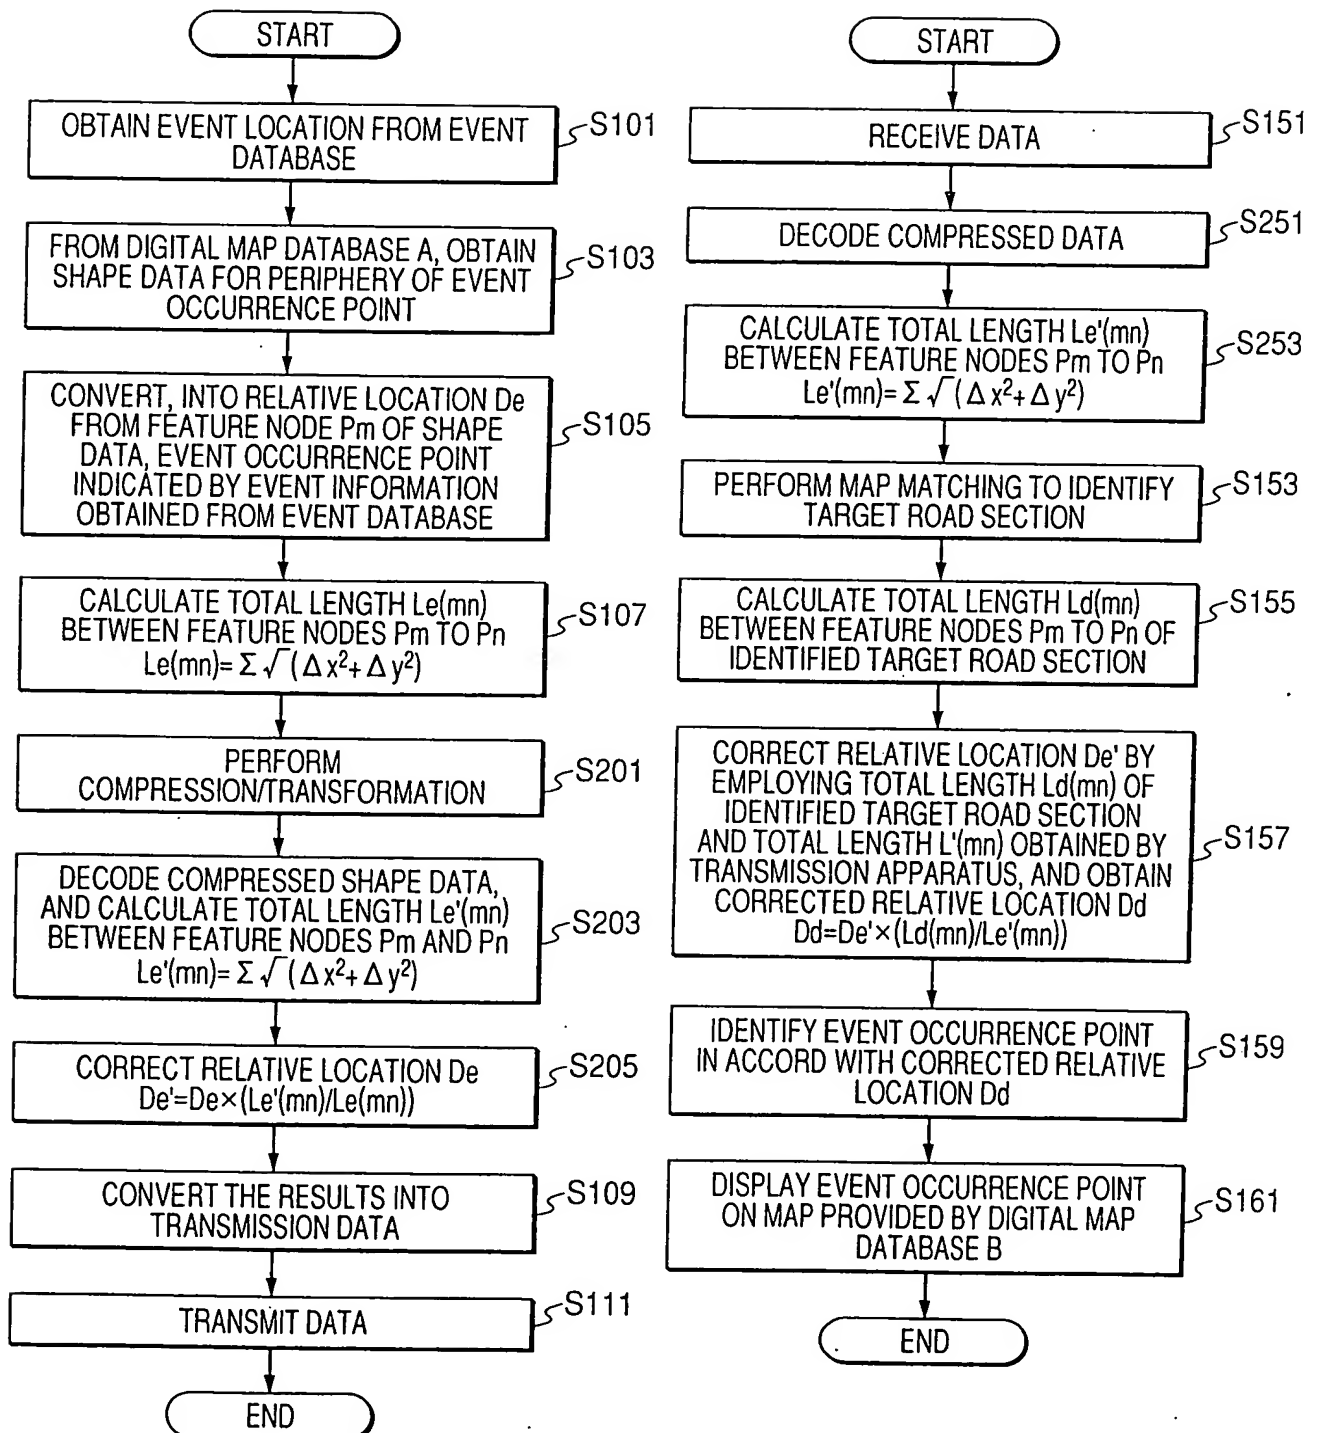 START
OBTAIN EVENT LOCATION FROM EVENT
DATABASE
S101
FROM DIGITAL MAP DATABASE A, OBTAIN
SHAPE DATA FOR PERIPHERY OF EVENT
OCCURRENCE POINT
S103
CONVERT, INTO RELATIVE LOCATION De
FROM FEATURE NODE Pm OF SHAPE
DATA, EVENT OCCURRENCE POINT
INDICATED BY EVENT INFORMATION
OBTAINED FROM EVENT DATABASE
S105
CALCULATE TOTAL LENGTH Le(mn)
BETWEEN FEATURE NODES Pm TO Pn
Le(mn)=Σ√(Δx²+Δy²)
S107
PERFORM
COMPRESSION/TRANSFORMATION
S201
DECODE COMPRESSED SHAPE DATA,
AND CALCULATE TOTAL LENGTH Le'(mn)
BETWEEN FEATURE NODES Pm AND Pn
Le'(mn)=Σ√(Δx²+Δy²)
S203
CORRECT RELATIVE LOCATION De
De'=De×(Le'(mn)/Le(mn))
S205
CONVERT THE RESULTS INTO
TRANSMISSION DATA
S109
TRANSMIT DATA
S111
END
START
RECEIVE DATA
S151
DECODE COMPRESSED DATA
S251
CALCULATE TOTAL LENGTH Le'(mn)
BETWEEN FEATURE NODES Pm TO Pn
Le'(mn)=Σ√(Δx²+Δy²)
S253
PERFORM MAP MATCHING TO IDENTIFY
TARGET ROAD SECTION
S153
CALCULATE TOTAL LENGTH Ld(mn)
BETWEEN FEATURE NODES Pm TO Pn OF
IDENTIFIED TARGET ROAD SECTION
S155
CORRECT RELATIVE LOCATION De' BY
EMPLOYING TOTAL LENGTH Ld(mn) OF
IDENTIFIED TARGET ROAD SECTION
AND TOTAL LENGTH L'(mn) OBTAINED BY
TRANSMISSION APPARATUS, AND OBTAIN
CORRECTED RELATIVE LOCATION Dd
Dd=De'×(Ld(mn)/Le'(mn))
S157
IDENTIFY EVENT OCCURRENCE POINT
IN ACCORD WITH CORRECTED RELATIVE
LOCATION Dd
S159
DISPLAY EVENT OCCURRENCE POINT
ON MAP PROVIDED BY DIGITAL MAP
DATABASE B
S161
END